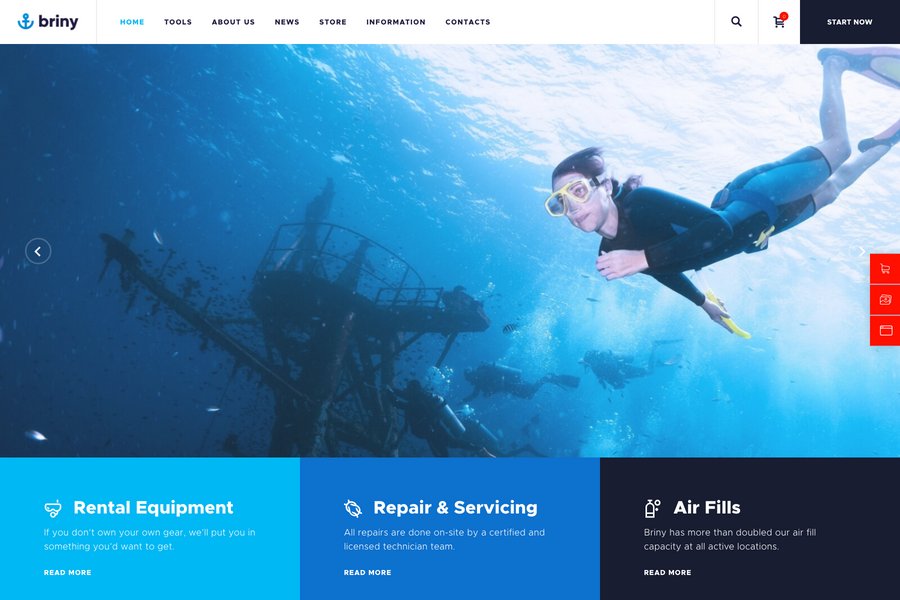 briny
HOME TOOLS ABOUT US NEWS STORE INFORMATION CONTACTS
START NOW
Rental Equipment
If you don't own your own gear, we'll put you in
something you'd want to get.
READ MORE
Repair & Servicing
All repairs are done on-site by a certified and
licensed technician team.
READ MORE
Air Fills
Briny has more than doubled our air fill
capacity at all active locations.
READ MORE